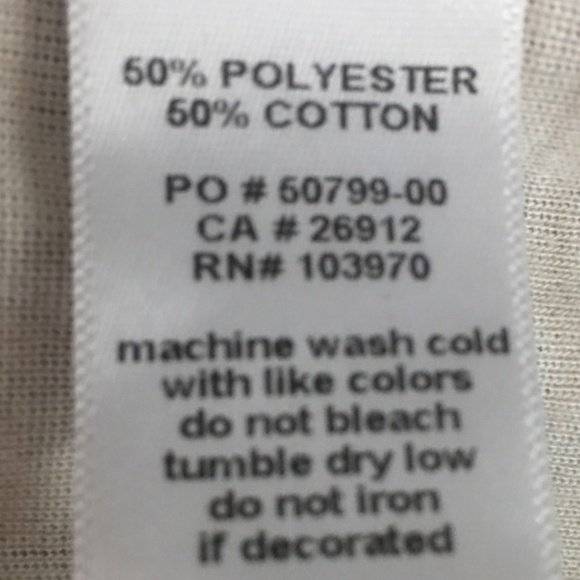 50% POLYESTER
50% COTTON
PO # 50799-00
CA # 26912
RN# 103970
machine wash cold
with like colors
do not bleach
tumble dry low
do not iron
if decorated